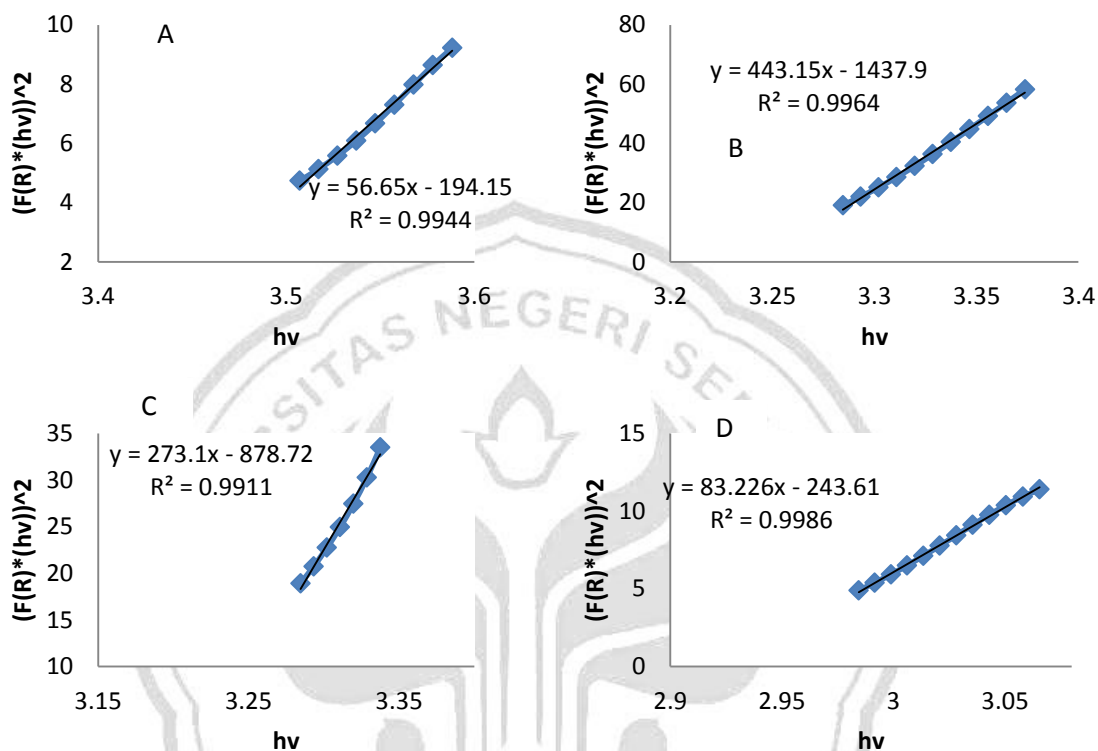 A
(F(R)*(hv))^2
10
8
6
4
2
y = 56.65x - 194.15
R² = 0.9944
3.4
3.5
3.6
hv
B
(F(R)*(hv))^2
80
60
40
20
0
y = 443.15x - 1437.9
R² = 0.9964
3.2
3.25
3.3
3.35
3.4
hv
NEGERI
C
(F(R)*(hv))^2
35
30
25
20
15
10
y = 273.1x - 878.72
R² = 0.9911
3.15
3.25
3.35
hv
D
(F(R)*(hv))^2
15
10
5
0
y = 83.226x - 243.61
R² = 0.9986
2.9
2.95
3
3.05
hv